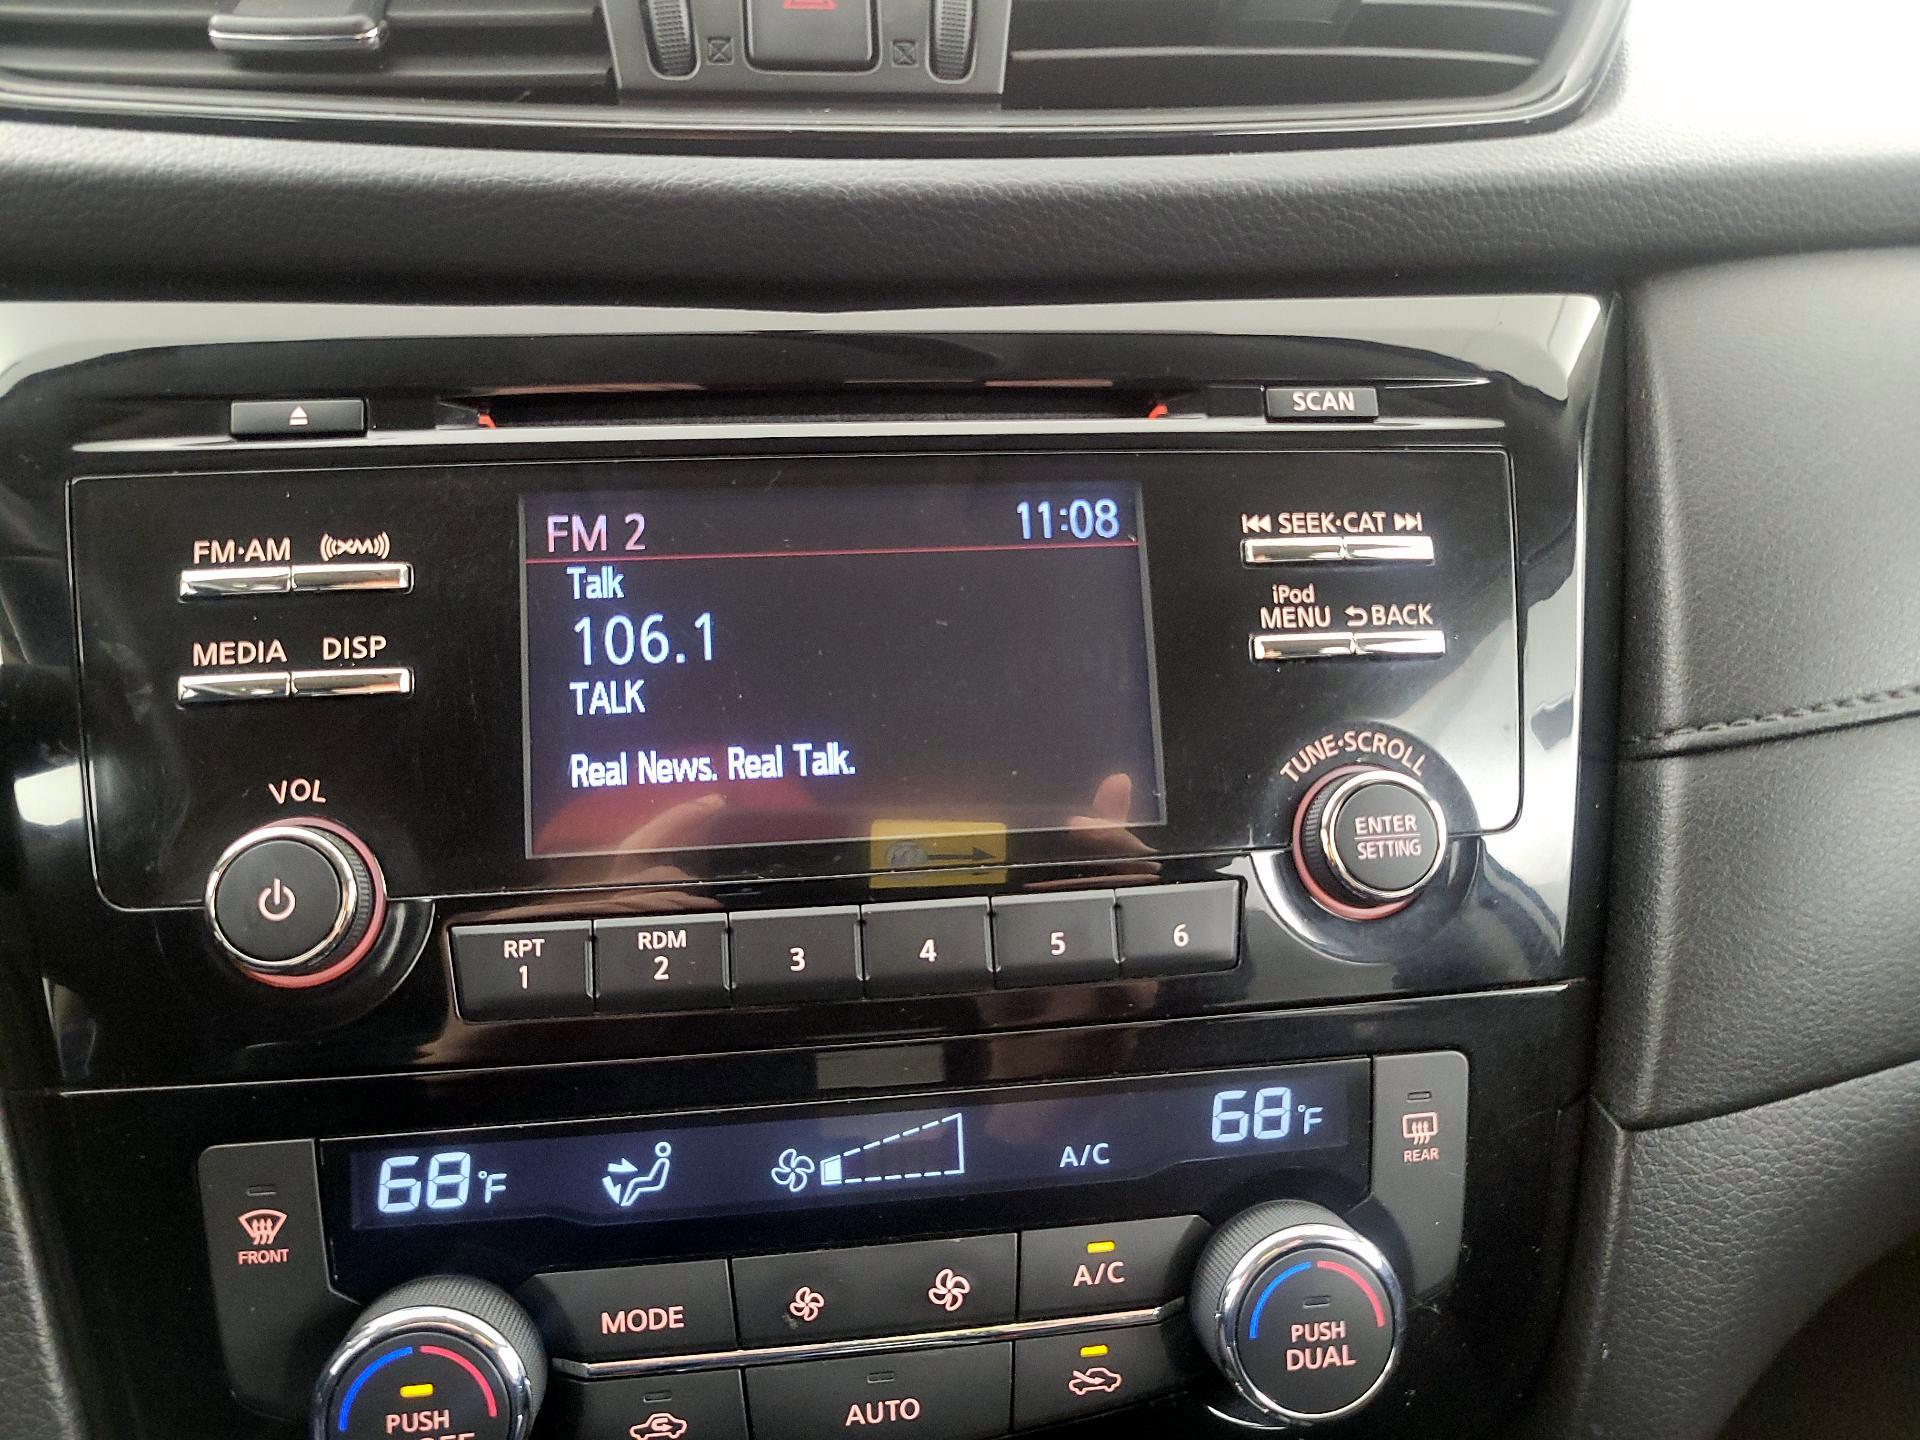 SCAN
FM 2 11:08
Talk
106.1
TALK
Real News. Real Talk.
FM·AM XM
MEDIA DISP
VOL
SEEK·CAT
iPod
MENU BACK
TUNE·SCROLL
ENTER
SETTING
RPT
1
RDM
2
3
4
5
6
68°F A/C 68°F
FRONT
REAR
MODE
A/C
AUTO
PUSH
PUSH
DUAL